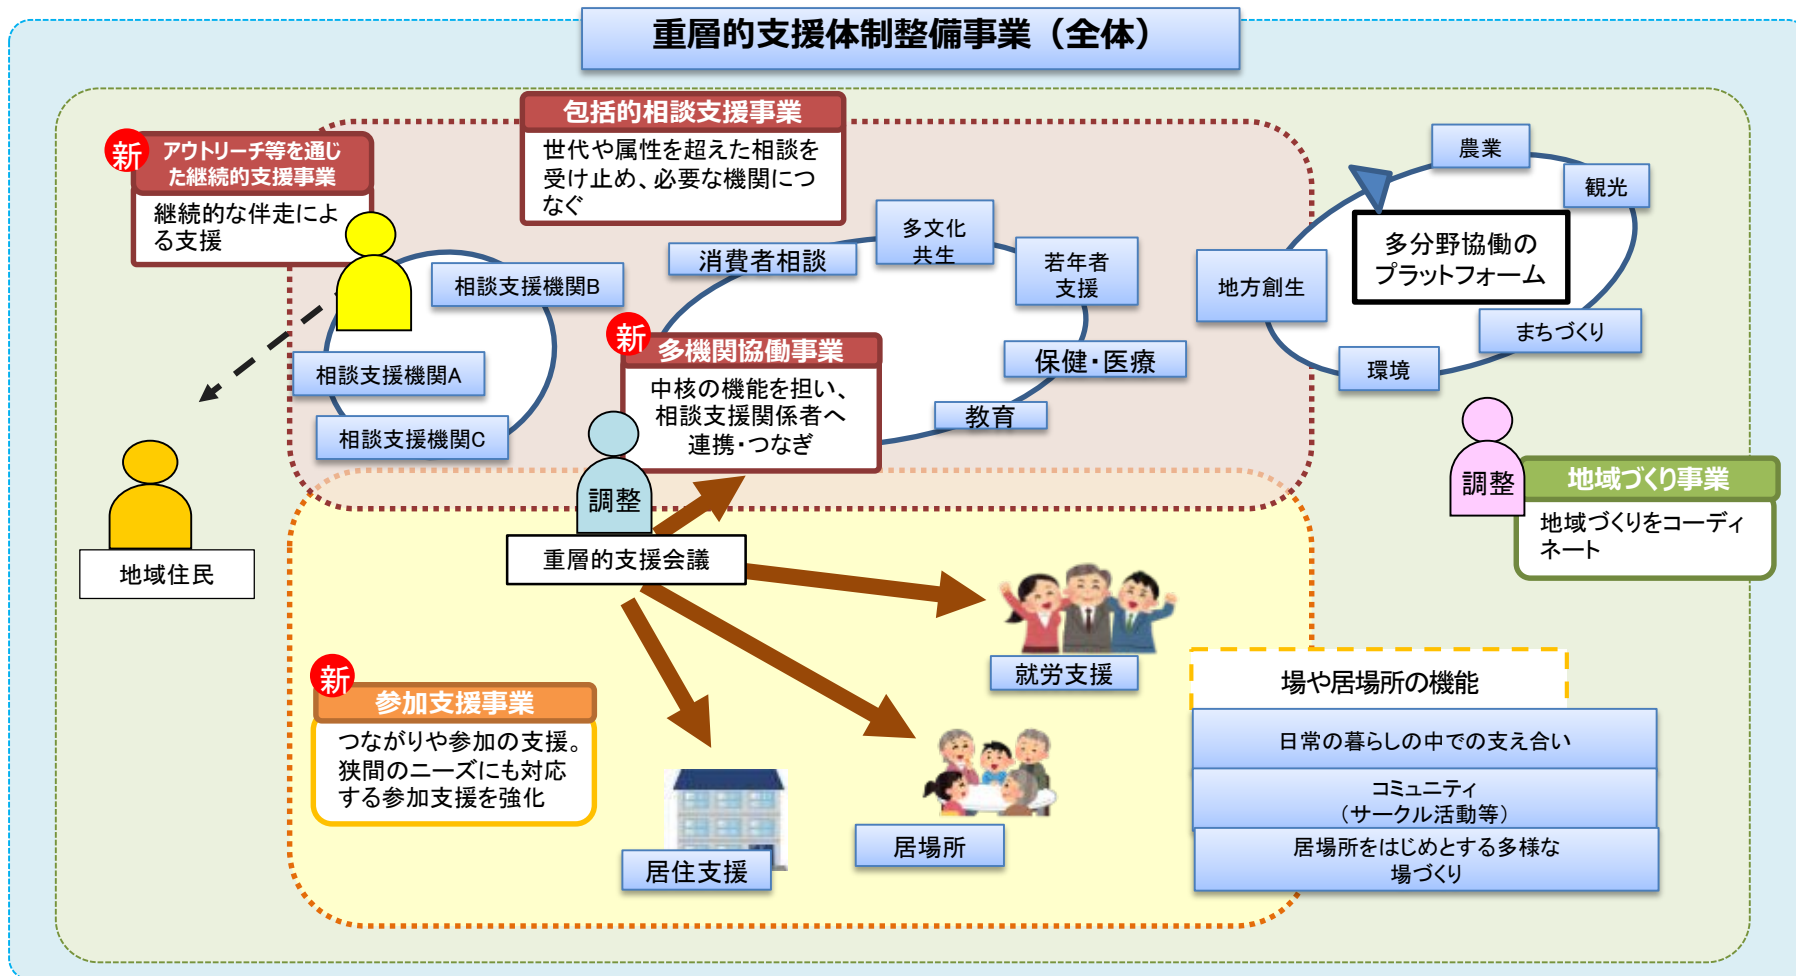 重層的支援体制整備事業（全体）
包括的相談支援事業
世代や属性を超えた相談を
受け止め、必要な機関につ
なぐ
新
アウトリーチ等を通じ
た継続的支援事業
継続的な伴走によ
る支援
相談支援機関B
相談支援機関A
相談支援機関C
消費者相談
多文化
共生
若年者
支援
保健・医療
教育
新
多機関協働事業
中核の機能を担い、
相談支援関係者へ
連携・つなぎ
農業
観光
多分野協働の
プラットフォーム
地方創生
まちづくり
環境
調整
地域づくり事業
地域づくりをコーディ
ネート
地域住民
調整
重層的支援会議
就労支援
新
参加支援事業
つながりや参加の支援。
狭間のニーズにも対応
する参加支援を強化
居住支援
居場所
場や居場所の機能
日常の暮らしの中での支え合い
コミュニティ
（サークル活動等）
居場所をはじめとする多様な
場づくり